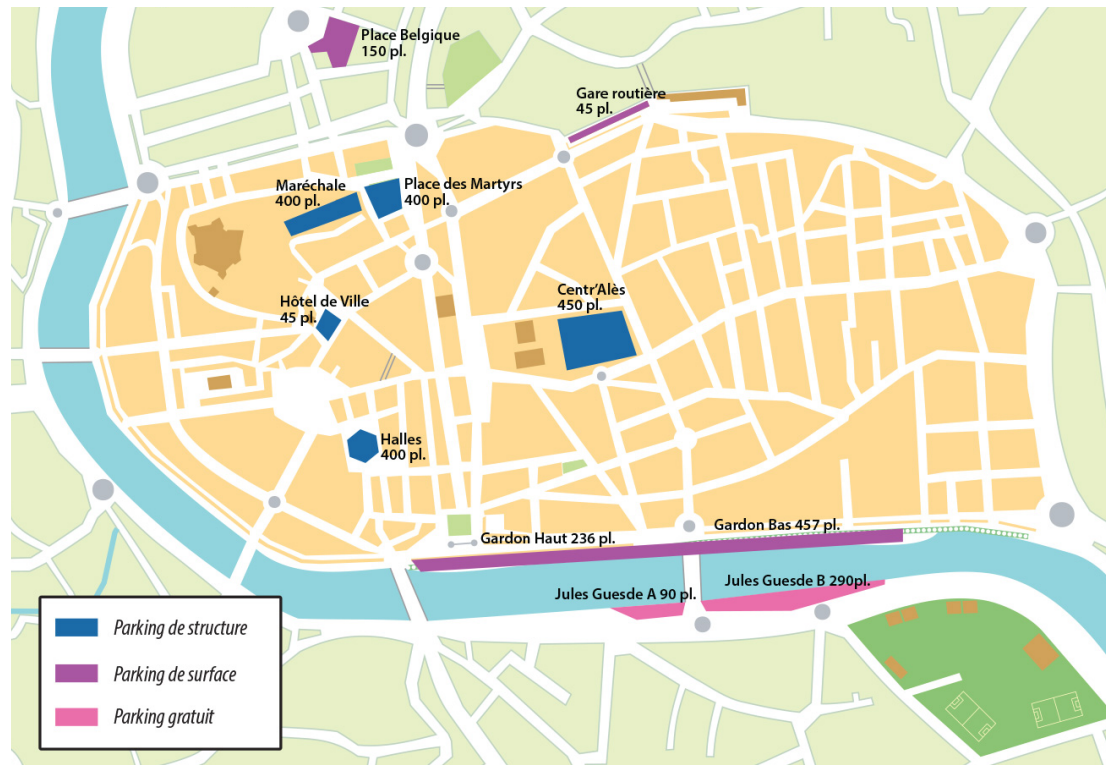 Place Belgique
150 pl.
Gare routière
45 pl.
Maréchale
400 pl.
Place des Martyrs
400 pl.
Hôtel de Ville
45 pl.
Centr'Alès
450 pl.
Halles
400 pl.
Gardon Haut 236 pl.
Gardon Bas 457 pl.
Jules Guesde A 90 pl.
Jules Guesde B 290pl.
Parking de structure
Parking de surface
Parking gratuit